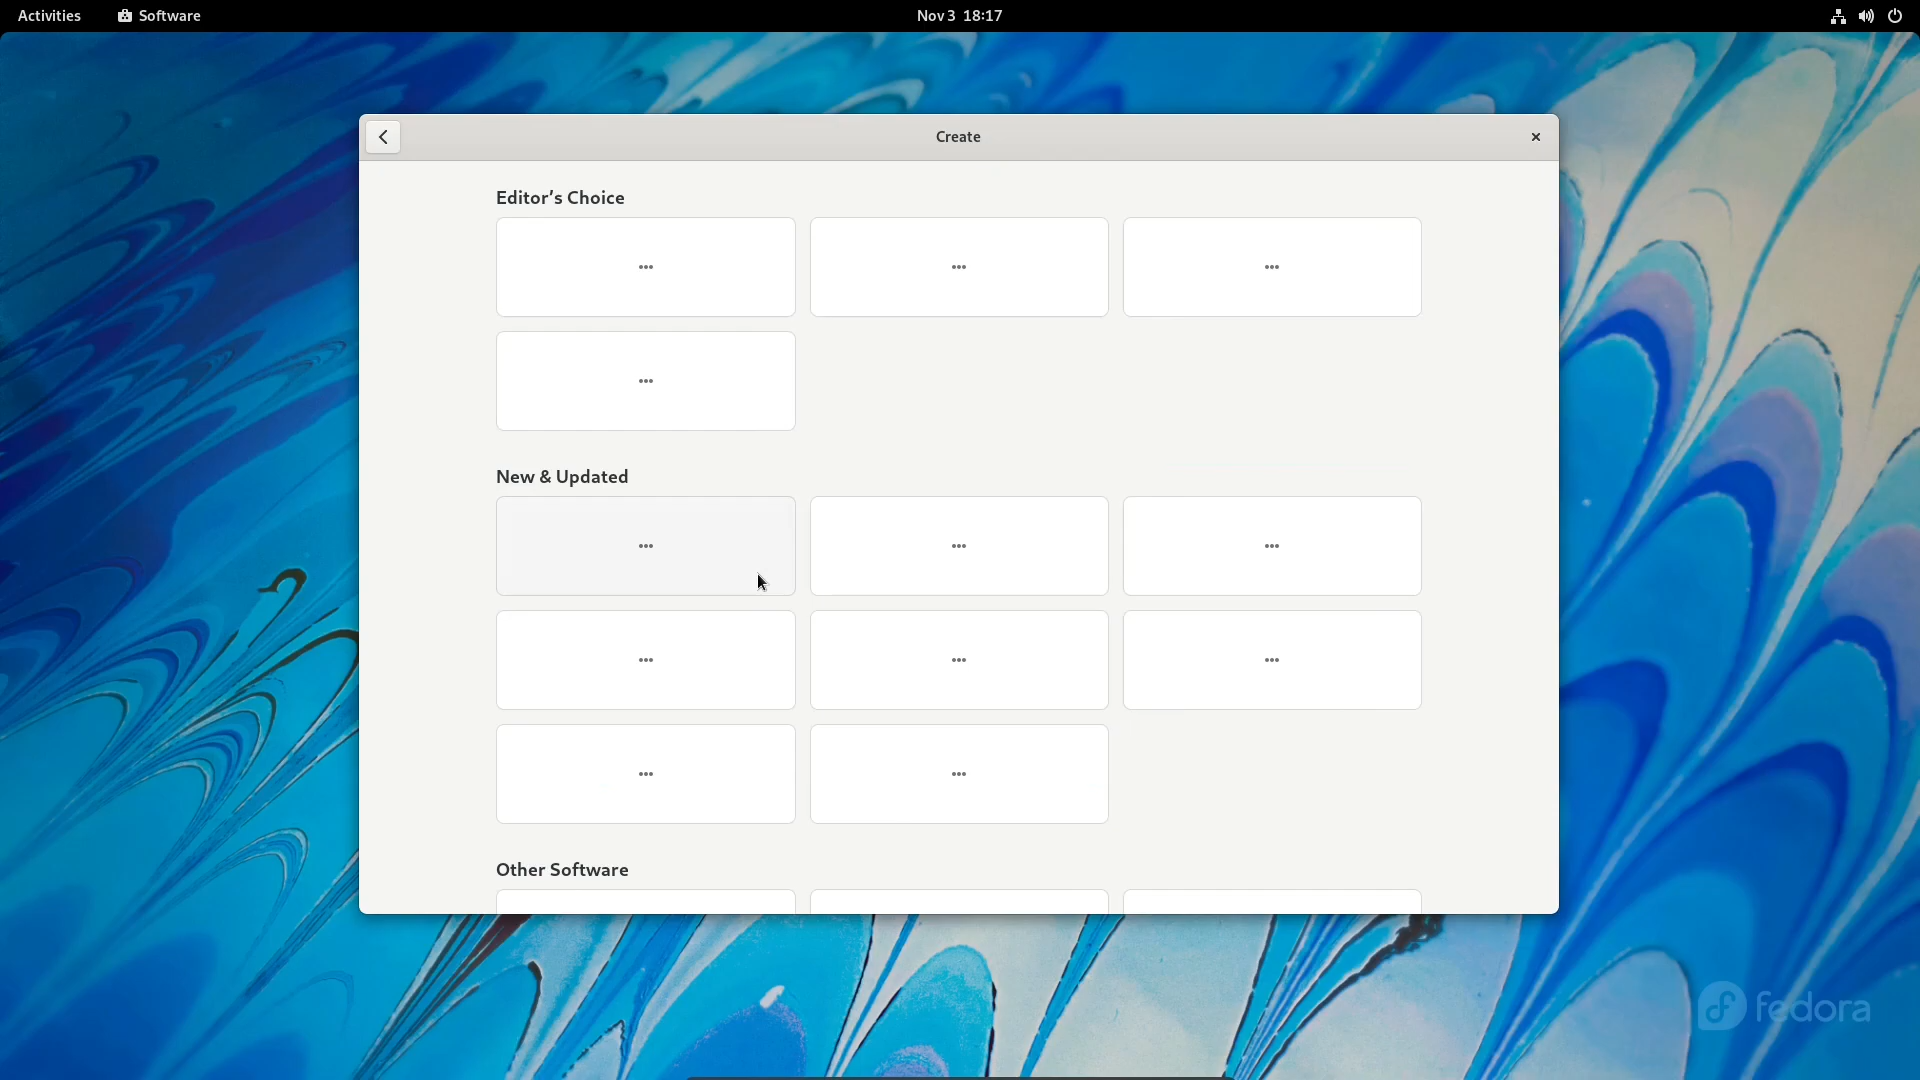 Activities
Software
Nov 3 18:17
Create
Editor’s Choice
•••
•••
•••
•••
New & Updated
•••
•••
•••
•••
•••
•••
•••
•••
Other Software
fedora